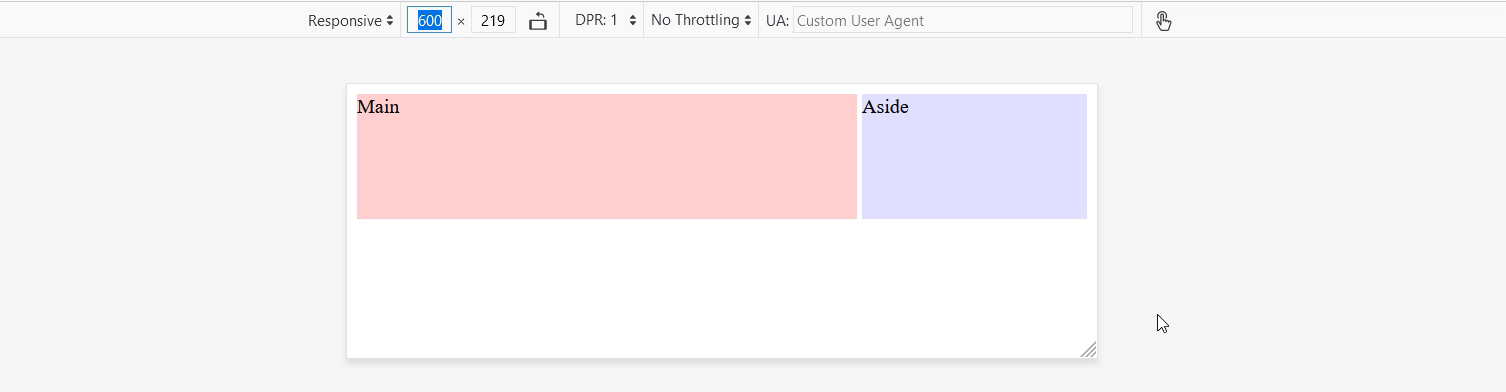 Responsive 600 × 219 DPR: 1 No Throttling UA: Custom User Agent
Main Aside